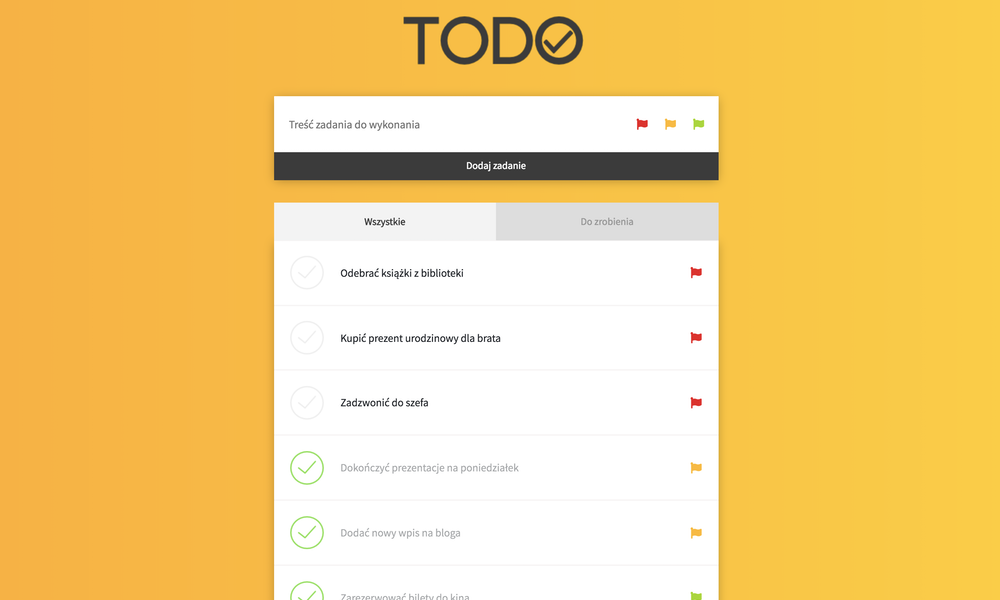 TODO
Treść zadania do wykonania
Dodaj zadanie
Wszystkie
Do zrobienia
Odebrać książki z biblioteki
Kupić prezent urodzinowy dla brata
Zadzwonić do szefa
Dokończyć prezentacje na poniedziałek
Dodać nowy wpis na bloga
Zarezerwować bilety do kina